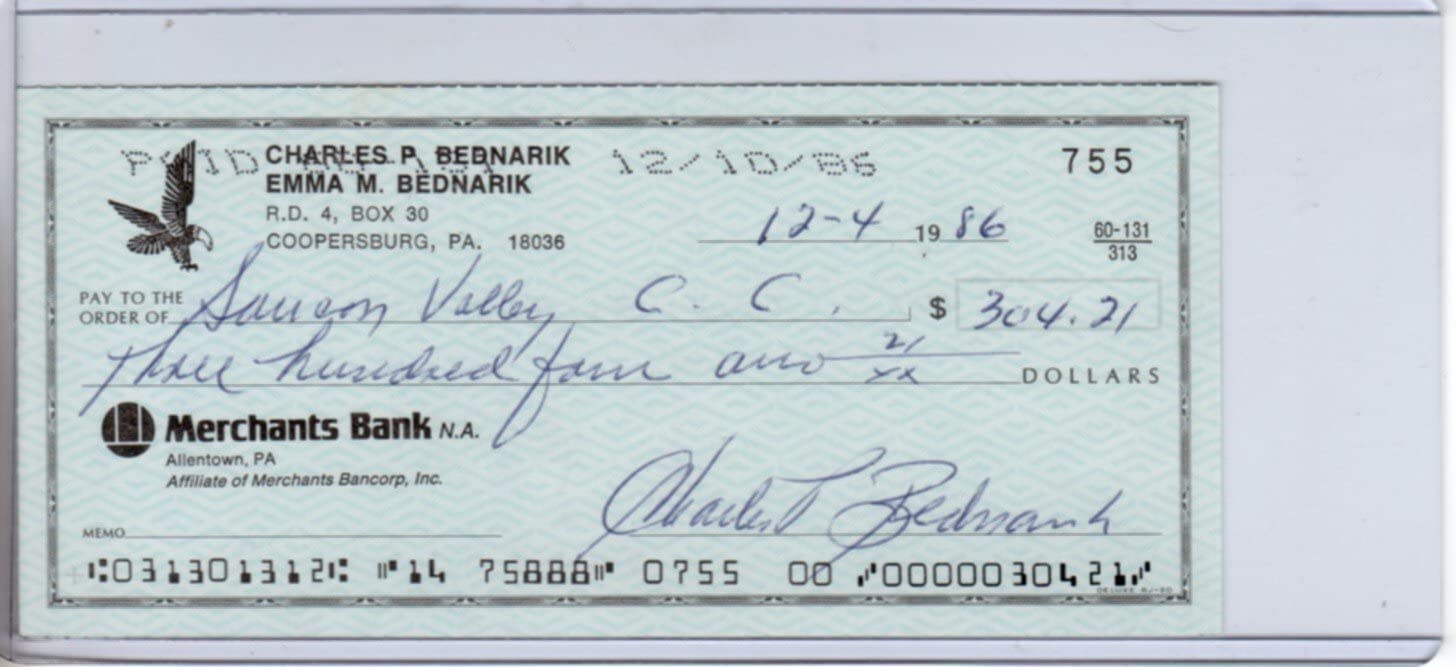 PAID 12/10/86
CHARLES P. BEDNARIK 755
EMMA M. BEDNARIK
R.D. 4, BOX 30
COOPERSBURG, PA. 18036
12-4 19 86
60-131
313
PAY TO THE
ORDER OF Saucon Valley C. C. $ 304.21
Three hundred four and 21/xx DOLLARS
Merchants Bank N.A.
Allentown, PA
Affiliate of Merchants Bancorp, Inc.
Charles P. Bednarik
MEMO
⑆031301312⑆ ⑈14 75888⑈ 0755 00 ⑇0000030421⑇
DELUXE